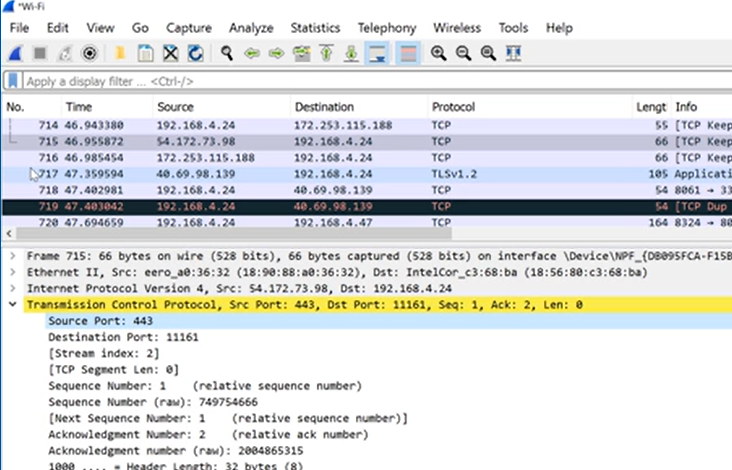 *Wi-Fi
File Edit View Go Capture Analyze Statistics Telephony Wireless Tools Help
Apply a display filter ... <Ctrl-/>
No. Time Source Destination Protocol Lengt Info
714 46.943380 192.168.4.24 172.253.115.188 TCP 55 [TCP Keep
715 46.955872 54.172.73.98 192.168.4.24 TCP 66 [TCP Keep
716 46.985454 172.253.115.188 192.168.4.24 TCP 66 [TCP Keep
717 47.359594 40.69.98.139 192.168.4.24 TLSv1.2 105 Applicati
718 47.402981 192.168.4.24 40.69.98.139 TCP 54 8061 → 33
719 47.403042 192.168.4.24 40.69.98.139 TCP 54 [TCP Dup
720 47.694659 192.168.4.24 192.168.4.47 TCP 164 8324 → 80
Frame 715: 66 bytes on wire (528 bits), 66 bytes captured (528 bits) on interface \Device\NPF_{DB095FCA-F15B
Ethernet II, Src: eero_a0:36:32 (18:90:88:a0:36:32), Dst: IntelCor_c3:68:ba (18:56:80:c3:68:ba)
Internet Protocol Version 4, Src: 54.172.73.98, Dst: 192.168.4.24
Transmission Control Protocol, Src Port: 443, Dst Port: 11161, Seq: 1, Ack: 2, Len: 0
Source Port: 443
Destination Port: 11161
[Stream index: 2]
[TCP Segment Len: 0]
Sequence Number: 1 (relative sequence number)
Sequence Number (raw): 749754666
[Next Sequence Number: 1 (relative sequence number)]
Acknowledgment Number: 2 (relative ack number)
Acknowledgment number (raw): 2004865315
1000 .... = Header Length: 32 bytes (8)